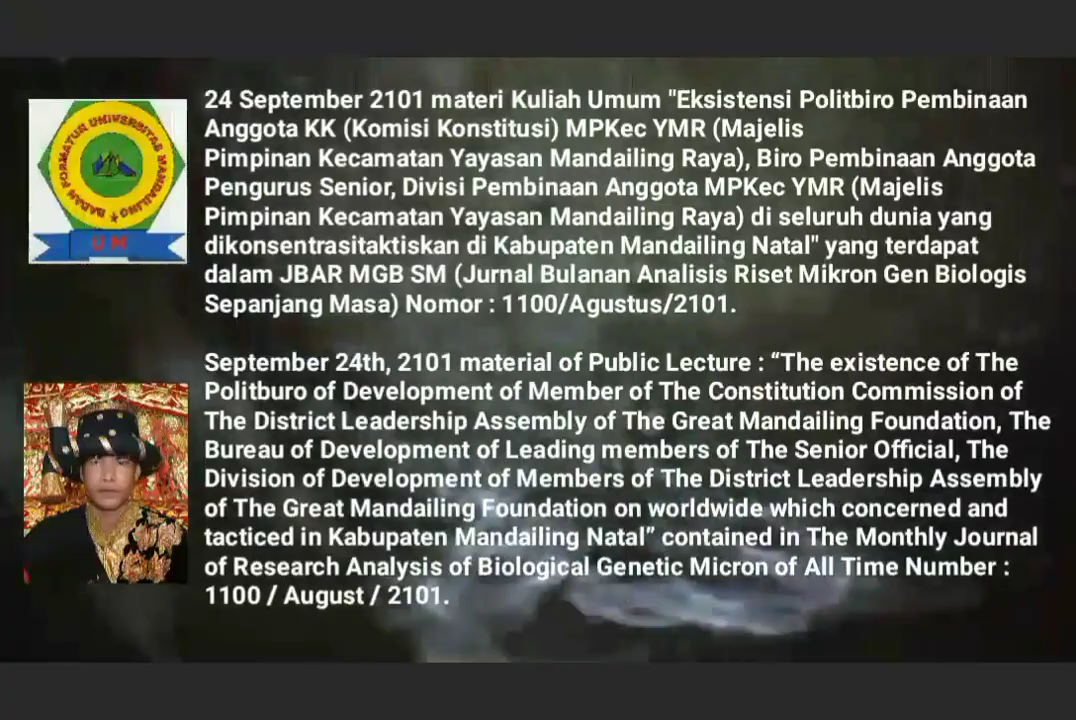 BADAN FORMATUR UNIVERSITAS MANDAILING
UM
24 September 2101 materi Kuliah Umum "Eksistensi Politbiro Pembinaan
Anggota KK (Komisi Konstitusi) MPKec YMR (Majelis
Pimpinan Kecamatan Yayasan Mandailing Raya), Biro Pembinaan Anggota
Pengurus Senior, Divisi Pembinaan Anggota MPKec YMR (Majelis
Pimpinan Kecamatan Yayasan Mandailing Raya) di seluruh dunia yang
dikonsentrasitaktiskan di Kabupaten Mandailing Natal" yang terdapat
dalam JBAR MGB SM (Jurnal Bulanan Analisis Riset Mikron Gen Biologis
Sepanjang Masa) Nomor : 1100/Agustus/2101.
September 24th, 2101 material of Public Lecture : “The existence of The
Politburo of Development of Member of The Constitution Commission of
The District Leadership Assembly of The Great Mandailing Foundation, The
Bureau of Development of Leading members of The Senior Official, The
Division of Development of Members of The District Leadership Assembly
of The Great Mandailing Foundation on worldwide which concerned and
tacticed in Kabupaten Mandailing Natal” contained in The Monthly Journal
of Research Analysis of Biological Genetic Micron of All Time Number :
1100 / August / 2101.